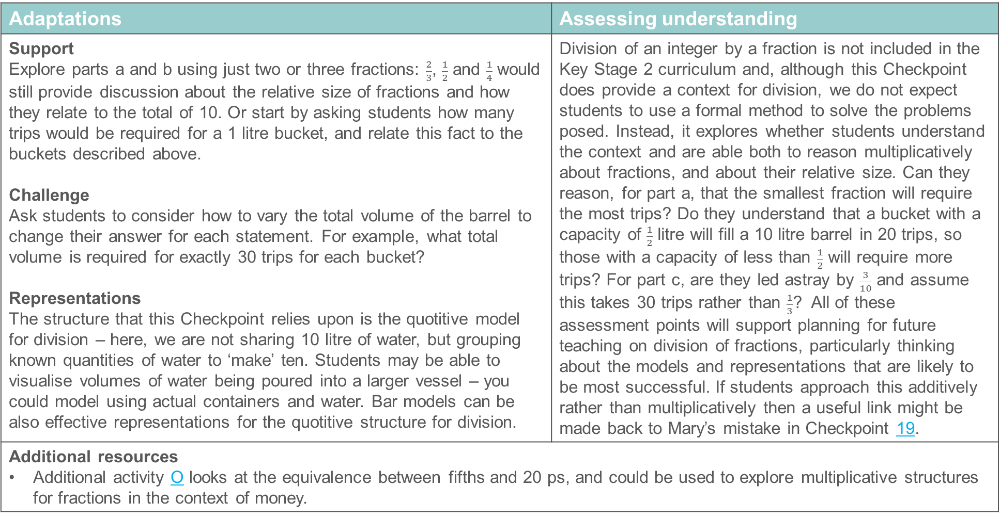 Adaptations
Support
Explore parts a and b using just two or three fractions: 2/3, 1/2 and 1/4 would
still provide discussion about the relative size of fractions and how
they relate to the total of 10. Or start by asking students how many
trips would be required for a 1 litre bucket, and relate this fact to the
buckets described above.
Challenge
Ask students to consider how to vary the total volume of the barrel to
change their answer for each statement. For example, what total
volume is required for exactly 30 trips for each bucket?
Representations
The structure that this Checkpoint relies upon is the quotitive model
for division – here, we are not sharing 10 litre of water, but grouping
known quantities of water to ‘make’ ten. Students may be able to
visualise volumes of water being poured into a larger vessel – you
could model using actual containers and water. Bar models can be
also effective representations for the quotitive structure for division.
Assessing understanding
Division of an integer by a fraction is not included in the
Key Stage 2 curriculum and, although this Checkpoint
does provide a context for division, we do not expect
students to use a formal method to solve the problems
posed. Instead, it explores whether students understand
the context and are able both to reason multiplicatively
about fractions, and about their relative size. Can they
reason, for part a, that the smallest fraction will require
the most trips? Do they understand that a bucket with a
capacity of 1/2 litre will fill a 10 litre barrel in 20 trips, so
those with a capacity of less than 1/2 will require more
trips? For part c, are they led astray by 3/10 and assume
this takes 30 trips rather than 1/3? All of these
assessment points will support planning for future
teaching on division of fractions, particularly thinking
about the models and representations that are likely to
be most successful. If students approach this additively
rather than multiplicatively then a useful link might be
made back to Mary’s mistake in Checkpoint 19.
Additional resources
• Additional activity O looks at the equivalence between fifths and 20 ps, and could be used to explore multiplicative structures
for fractions in the context of money.